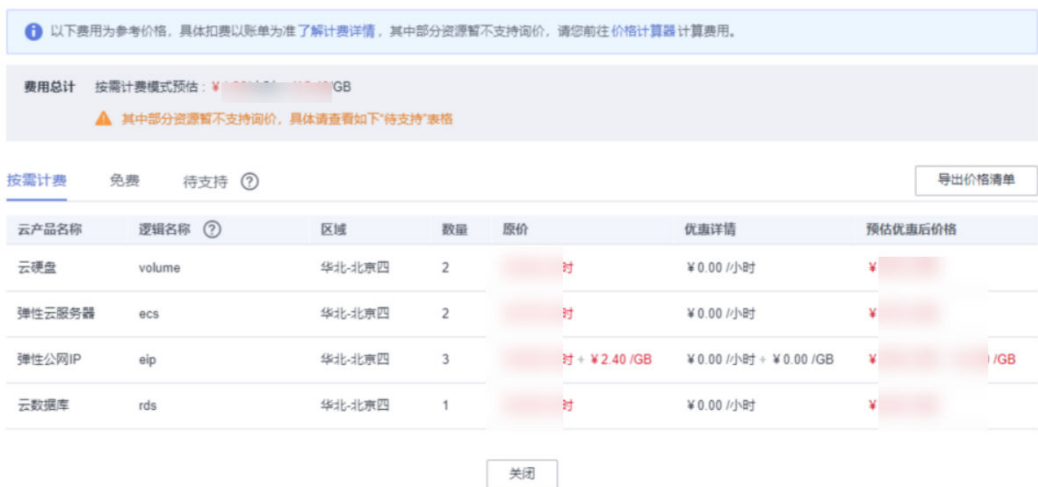 以下费用为参考价格，具体扣费以账单为准了解计费详情，其中部分资源暂不支持询价，请您前往价格计算器计算费用。
费用总计 按需计费模式预估：¥ /GB
其中部分资源暂不支持询价，具体请查看如下“待支持”表格
按需计费 免费 待支持 导出价格清单
云产品名称 逻辑名称 区域 数量 原价 优惠详情 预估优惠后价格
云硬盘 volume 华北-北京四 2 时 ¥0.00 /小时 ¥
弹性云服务器 ecs 华北-北京四 2 时 ¥0.00 /小时 ¥
弹性公网IP eip 华北-北京四 3 时 + ¥2.40 /GB ¥0.00 /小时 + ¥0.00 /GB ¥ /GB
云数据库 rds 华北-北京四 1 时 ¥0.00 /小时 ¥
关闭